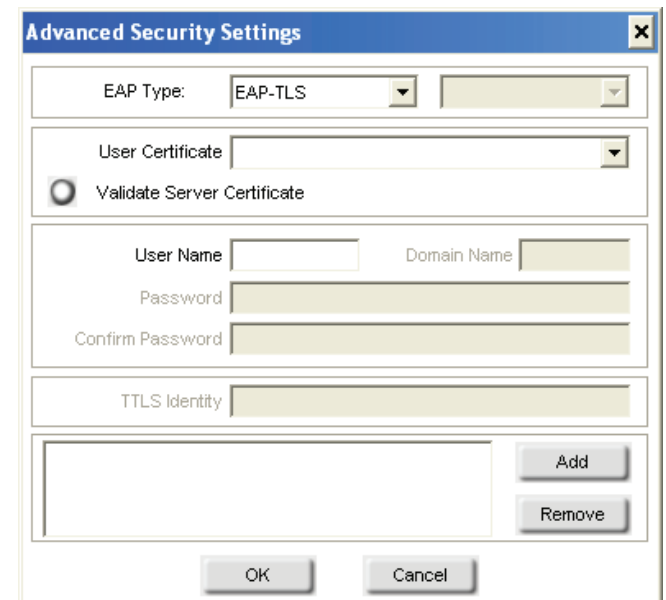 Advanced Security Settings
EAP Type: EAP-TLS
User Certificate
Validate Server Certificate
User Name Domain Name
Password
Confirm Password
TTLS Identity
Add
Remove
OK Cancel